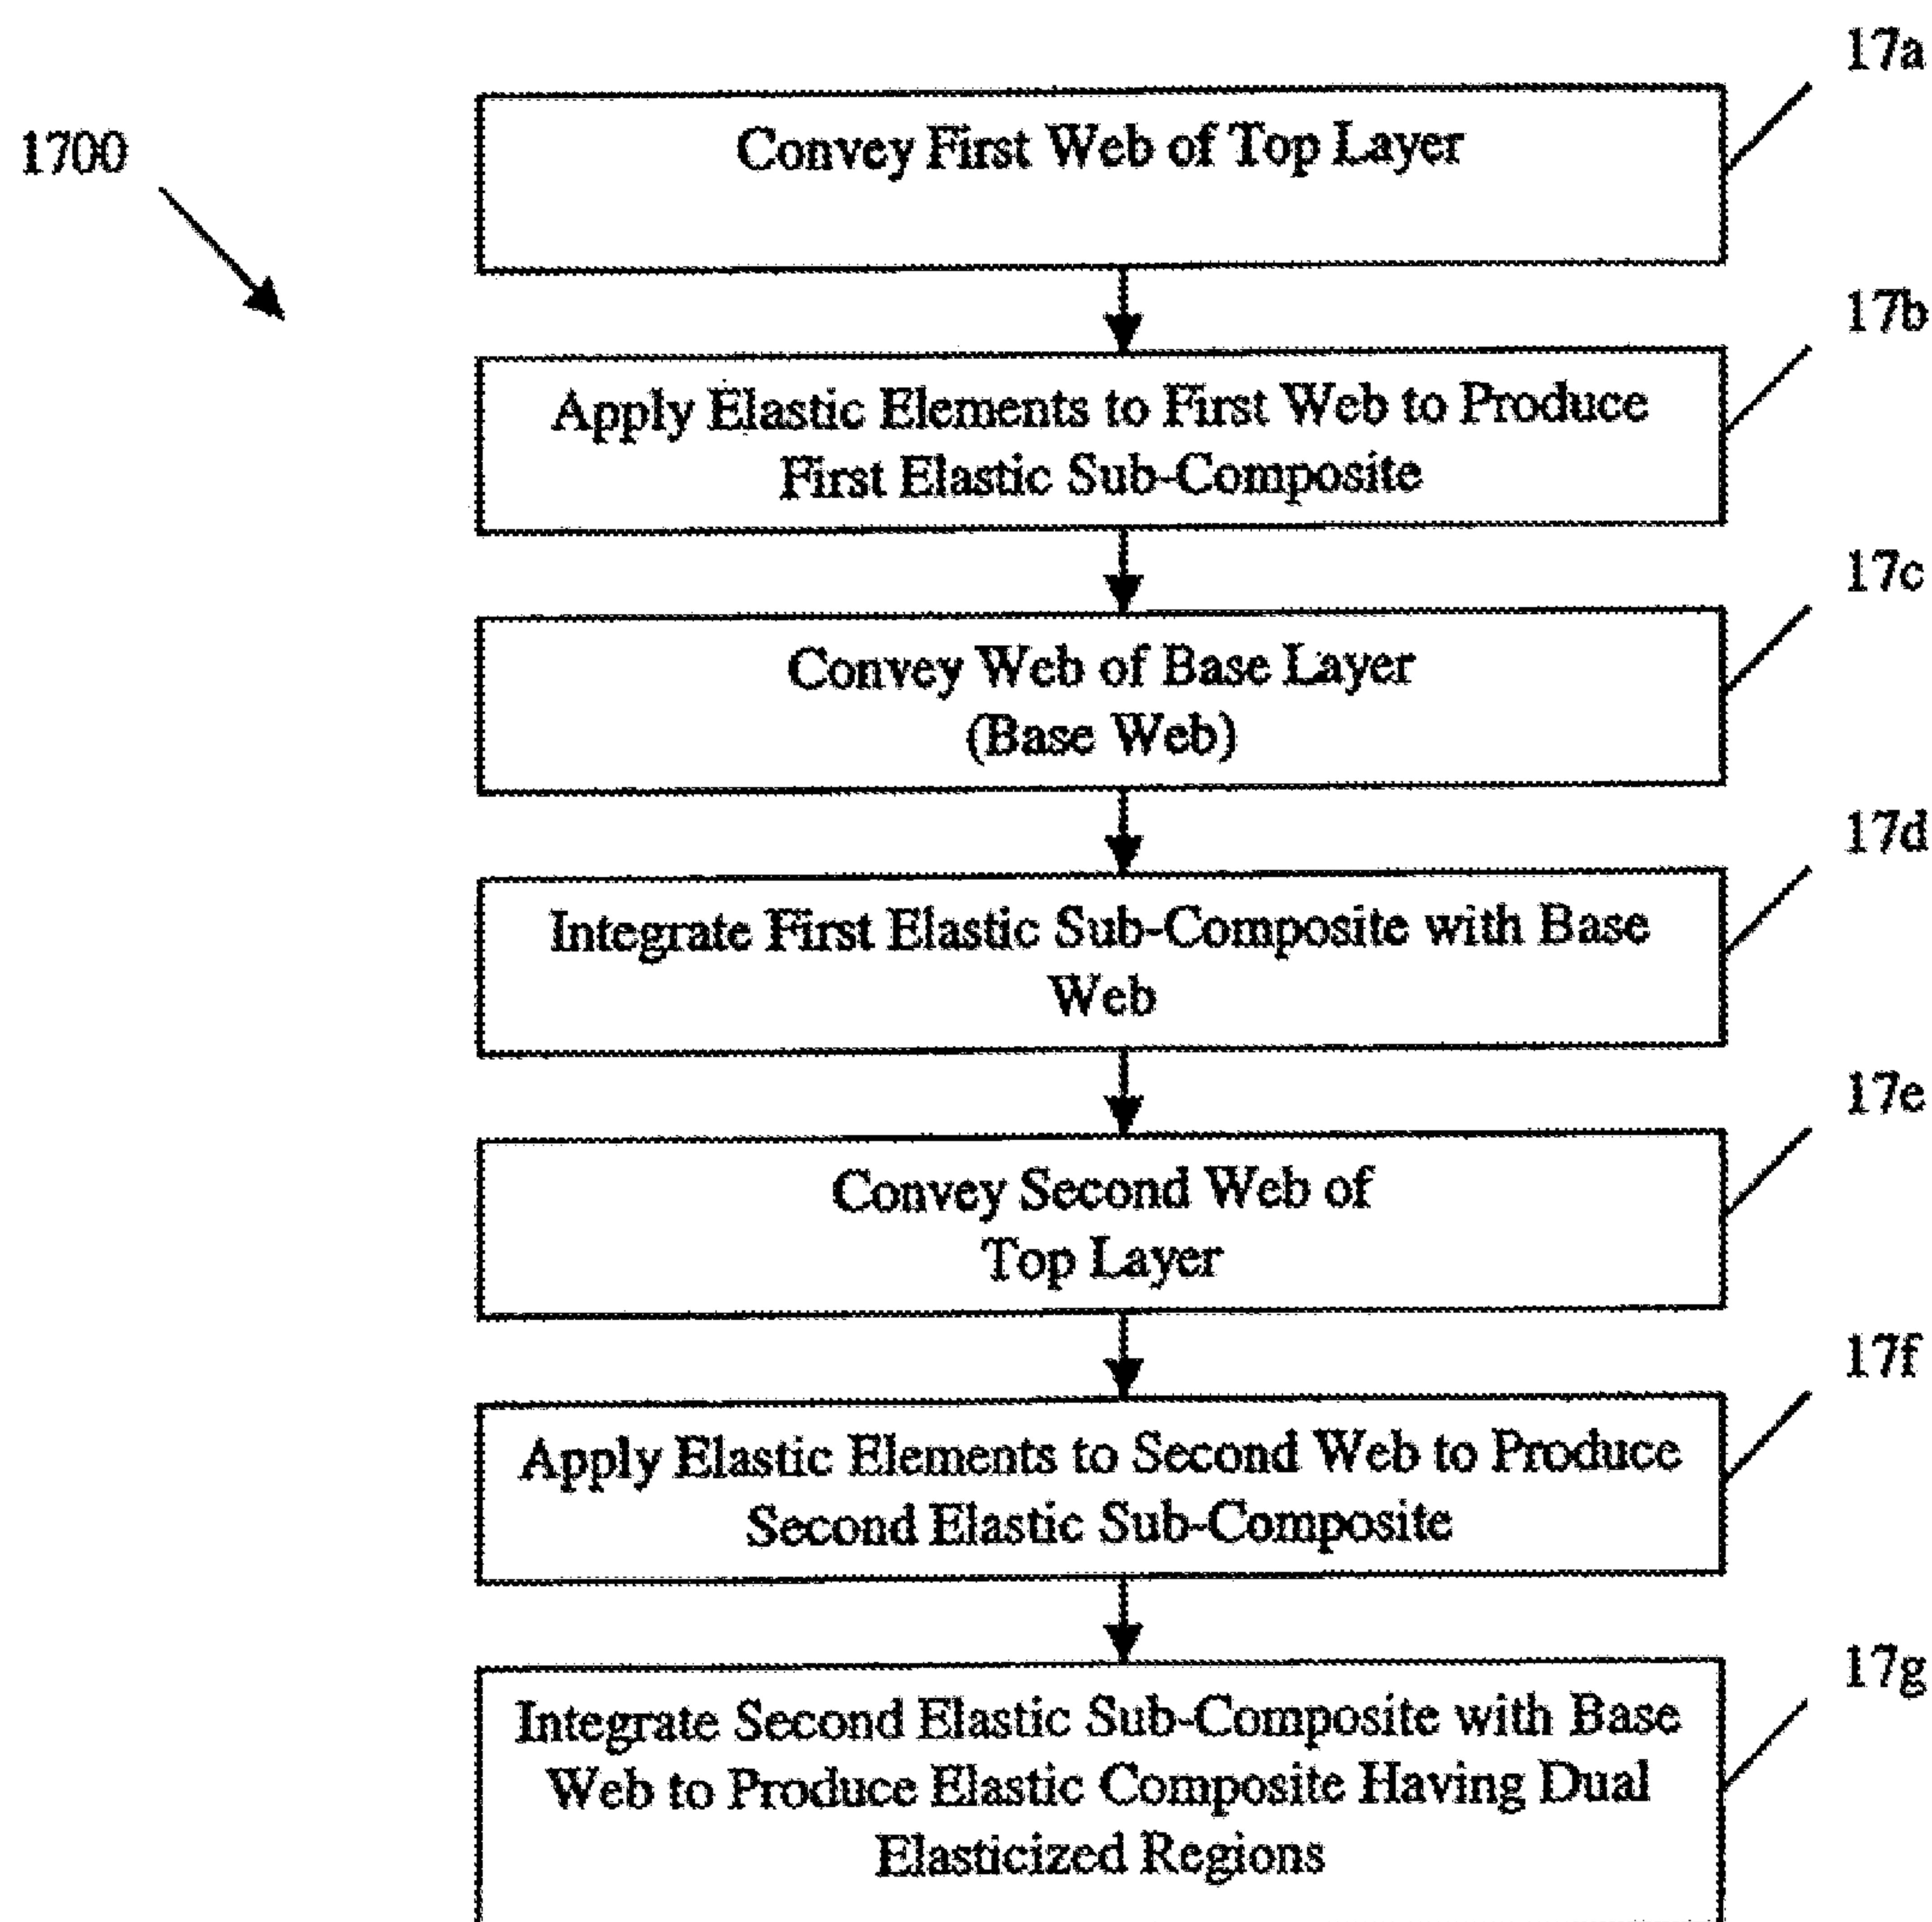 17a
1700
Convey First Web of Top Layer
17b
Apply Elastic Elements to First Web to Produce
First Elastic Sub-Composite
17c
Convey Web of Base Layer
(Base Web)
17d
Integrate First Elastic Sub-Composite with Base
Web
17e
Convey Second Web of
Top Layer
17f
Apply Elastic Elements to Second Web to Produce
Second Elastic Sub-Composite
17g
Integrate Second Elastic Sub-Composite with Base
Web to Produce Elastic Composite Having Dual
Elasticized Regions